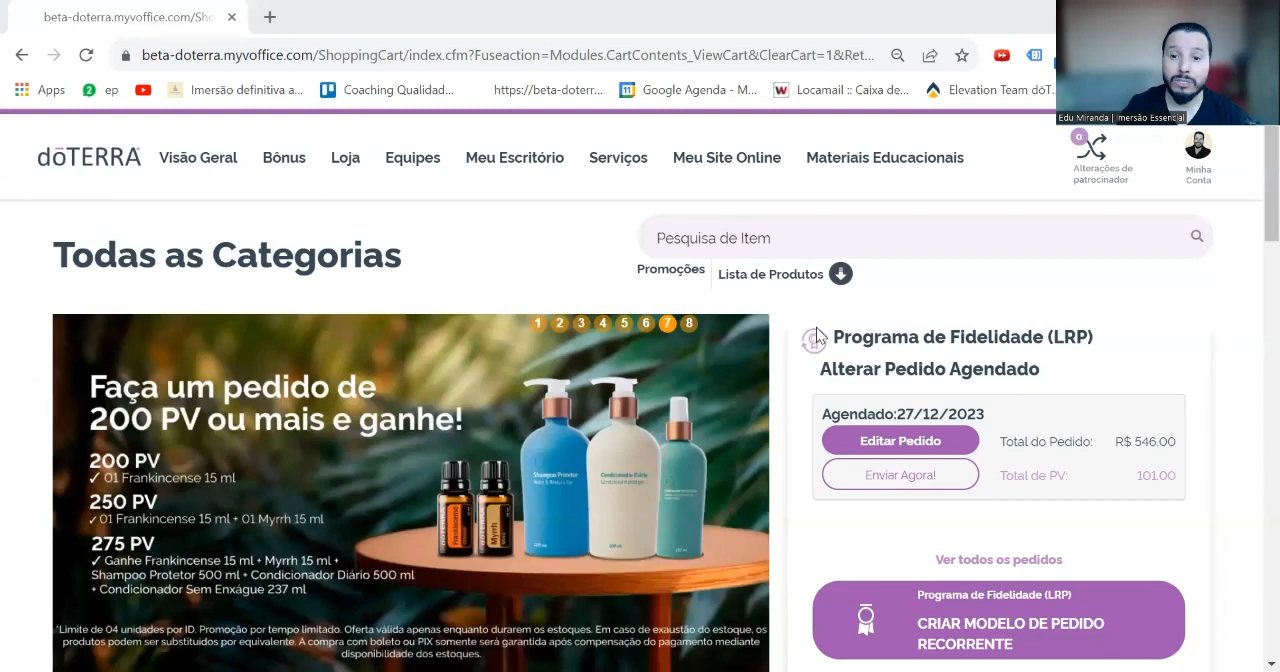 beta-doterra.myvoffice.com/Sho
beta-doterra.myvoffice.com/ShoppingCart/index.cfm?Fuseaction=Modules.CartContents_ViewCart&ClearCart=1&Ret...
Apps
2
ep
Imersão definitiva a...
Coaching Qualidad...
https://beta-doterr...
11
Google Agenda - M...
W
Locamail :: Caixa de...
Elevation Team dōT...
Edu Miranda | Imersão Essencial
dōTERRA
Visão Geral
Bônus
Loja
Equipes
Meu Escritório
Serviços
Meu Site Online
Materiais Educacionais
0
Alterações de
patrocinador
Minha
Conta
Todas as Categorias
Pesquisa de Item
Promoções
Lista de Produtos
1 2 3 4 5 6 7 8
Faça um pedido de
200 PV ou mais e ganhe!
200 PV
✓ 01 Frankincense 15 ml
250 PV
✓ 01 Frankincense 15 ml + 01 Myrrh 15 ml
275 PV
✓ Ganhe Frankincense 15 ml + Myrrh 15 ml +
Shampoo Protetor 500 ml + Condicionador Diário 500 ml
+ Condicionador Sem Enxágue 237 ml
Frankincense
Myrrh
Shampoo Protetor
Condicionador Diário
*Limite de 04 unidades por ID. Promoção por tempo limitado. Oferta válida apenas enquanto durarem os estoques. Em caso de exaustão do estoque, os
produtos podem ser substituídos por equivalente. A compra com boleto ou PIX somente será garantida após compensação do pagamento mediante
disponibilidade dos estoques.
Programa de Fidelidade (LRP)
Alterar Pedido Agendado
Agendado:27/12/2023
Editar Pedido
Total do Pedido:
R$ 546.00
Enviar Agora!
Total de PV:
101.00
Ver todos os pedidos
Programa de Fidelidade (LRP)
CRIAR MODELO DE PEDIDO
RECORRENTE